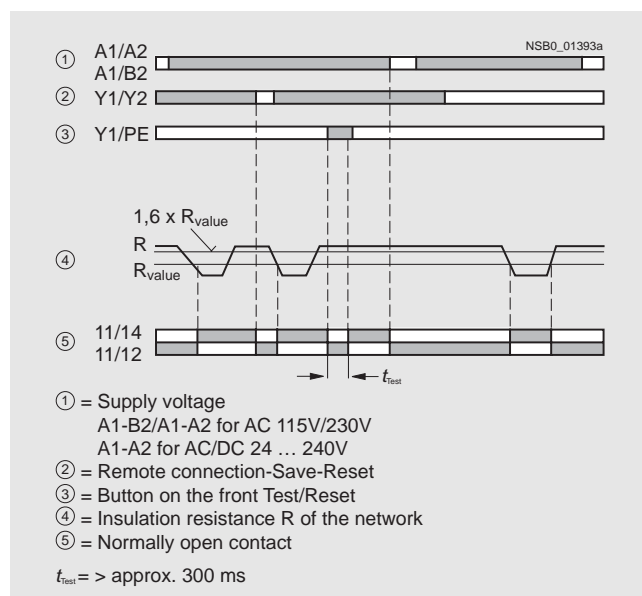 NSB0_01393a
① A1/A2
A1/B2
② Y1/Y2
③ Y1/PE
1,6 x Rvalue
R
④
Rvalue
⑤ 11/14
11/12
tTest
① = Supply voltage
A1-B2/A1-A2 for AC 115V/230V
A1-A2 for AC/DC 24 … 240V
② = Remote connection-Save-Reset
③ = Button on the front Test/Reset
④ = Insulation resistance R of the network
⑤ = Normally open contact
tTest = > approx. 300 ms